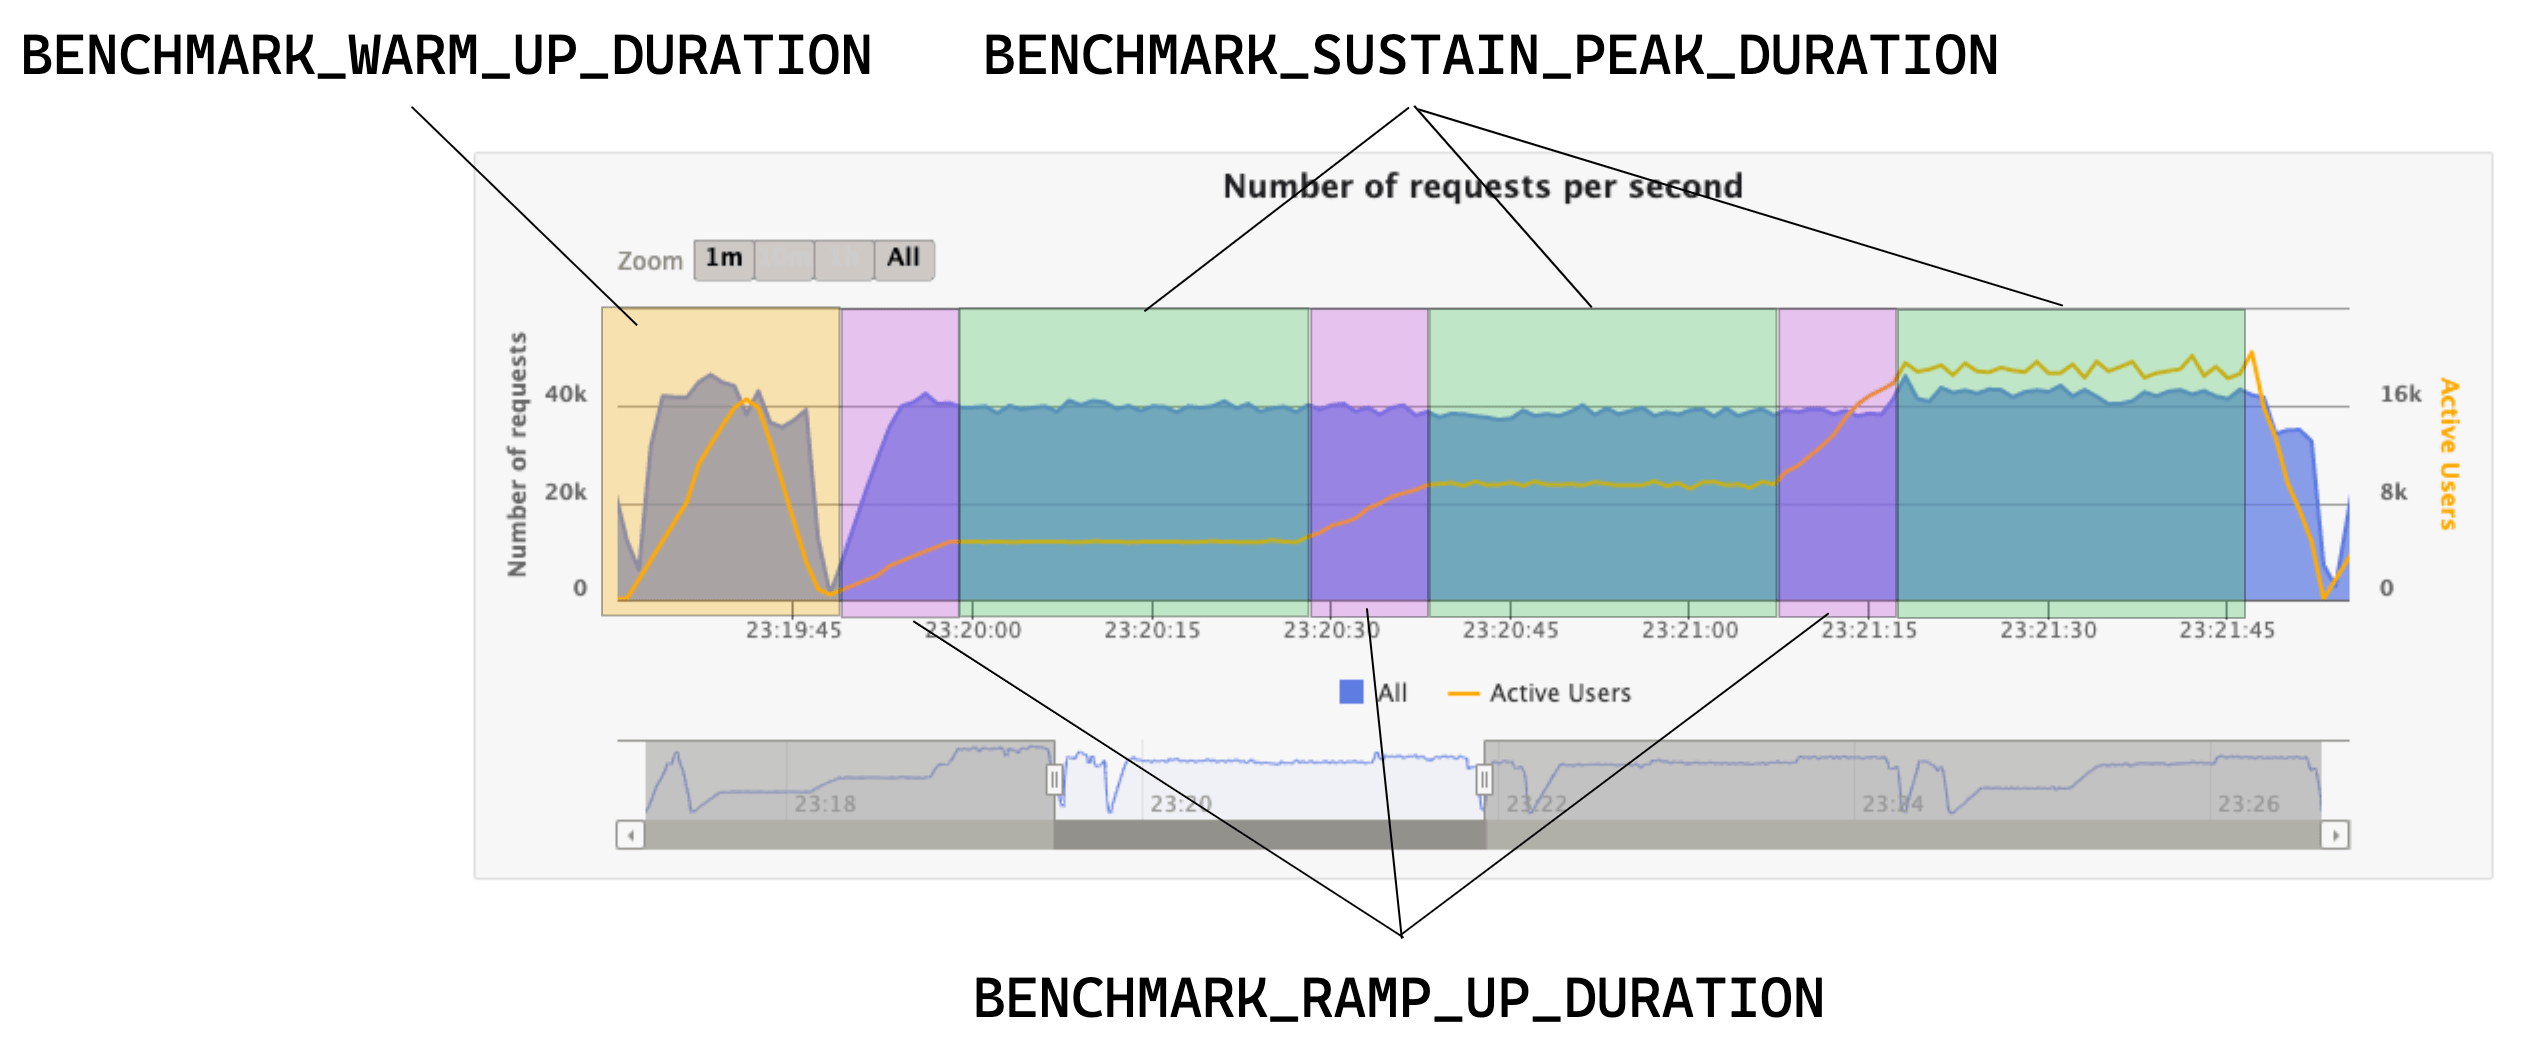 BENCHMARK_WARM_UP_DURATION
BENCHMARK_SUSTAIN_PEAK_DURATION
Number of requests per second
Zoom 1m 10m 1h All
Number of requests
40k
20k
0
16k
8k
0
Active Users
23:19:45 23:20:00 23:20:15 23:20:30 23:20:45 23:21:00 23:21:15 23:21:30 23:21:45
All Active Users
23:18 23:20 23:22 23:24 23:26
BENCHMARK_RAMP_UP_DURATION